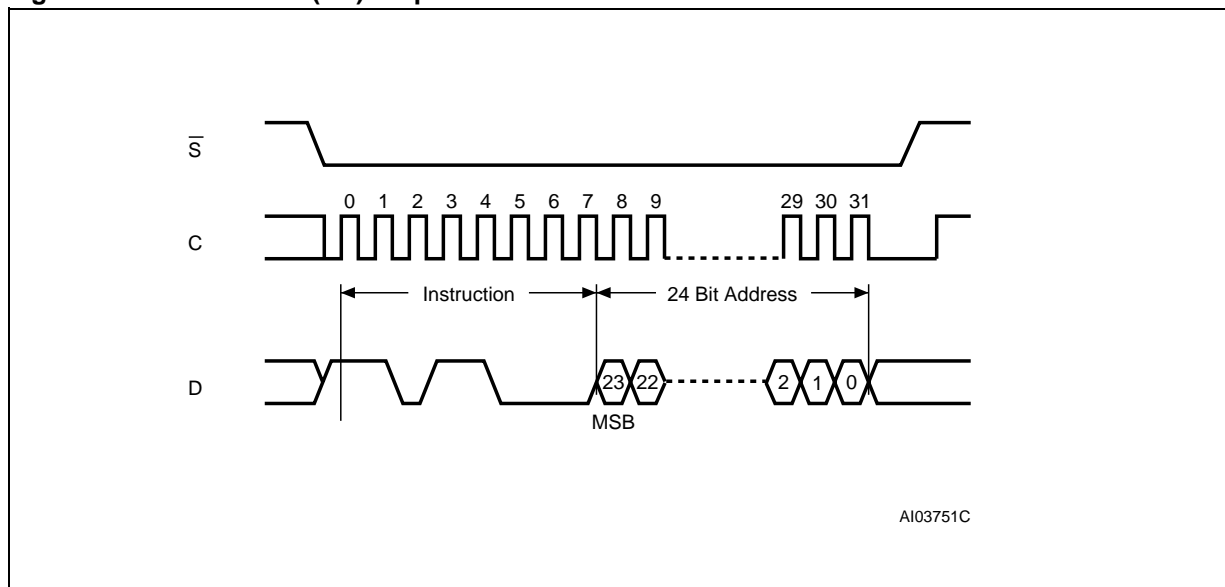 S̅
0 1 2 3 4 5 6 7 8 9 29 30 31
C
Instruction 24 Bit Address
D
23 22 2 1 0
MSB
AI03751C